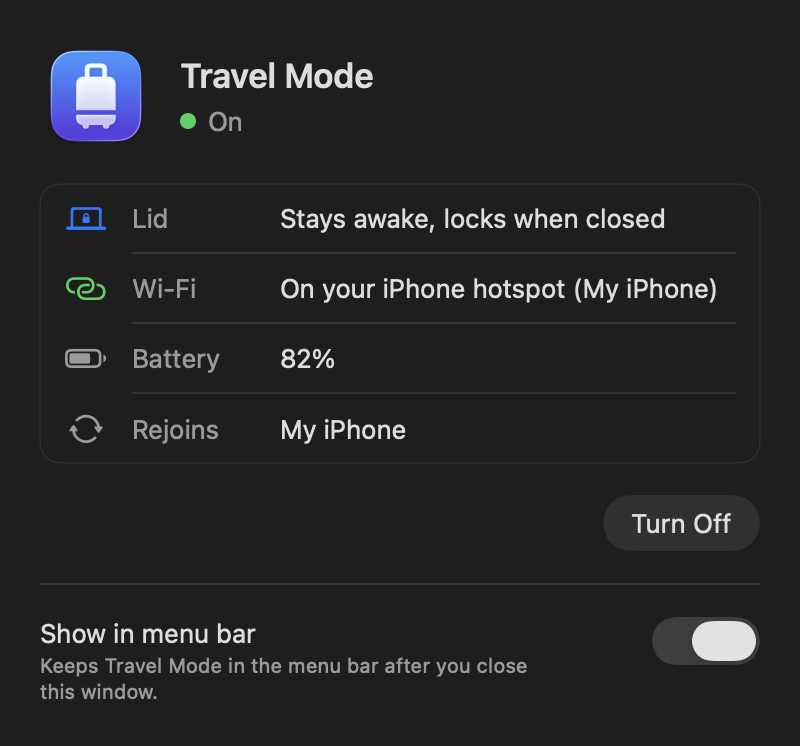 Travel Mode
On
Lid Stays awake, locks when closed
Wi-Fi On your iPhone hotspot (My iPhone)
Battery 82%
Rejoins My iPhone
Turn Off
Show in menu bar
Keeps Travel Mode in the menu bar after you close
this window.